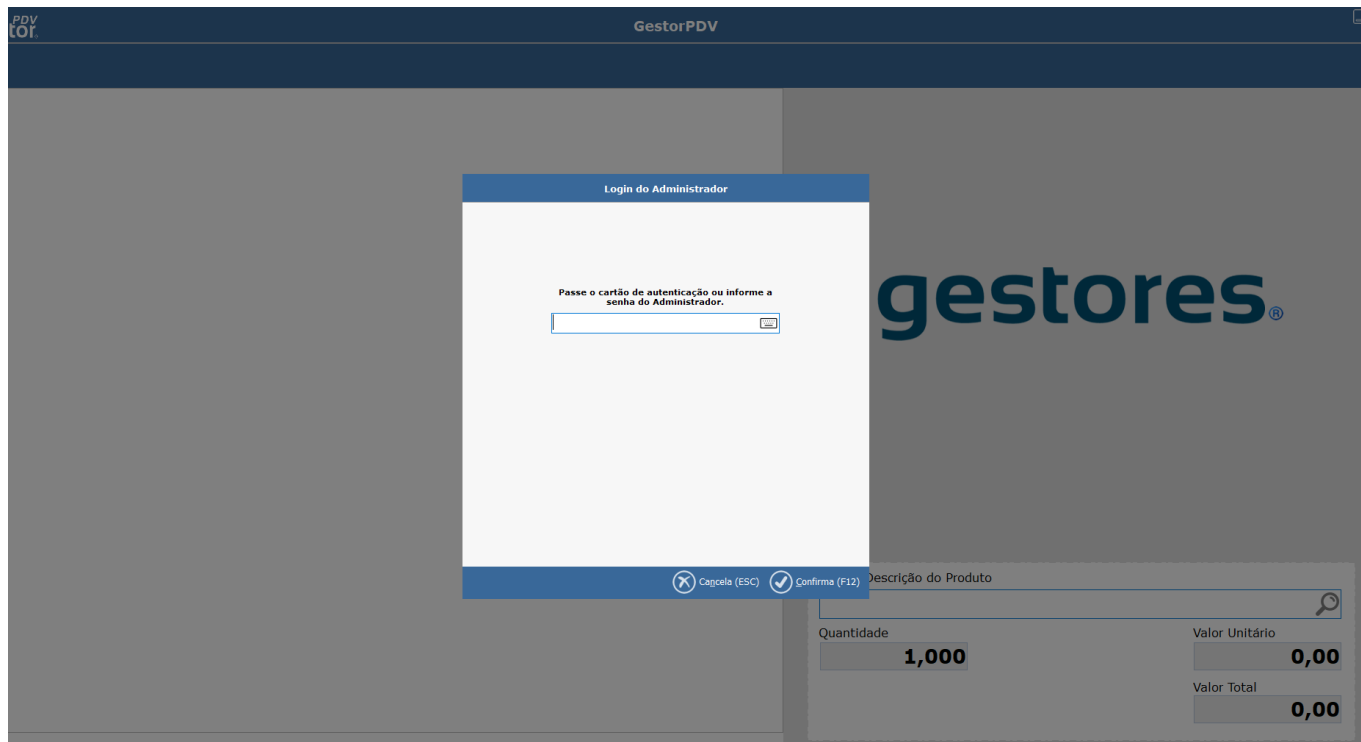 PDV
tor
GestorPDV
Login do Administrador
Passe o cartão de autenticação ou informe a
senha do Administrador.
gestores®
Cancela (ESC)
Confirma (F12)
Descrição do Produto
Quantidade
Valor Unitário
1,000
0,00
Valor Total
0,00